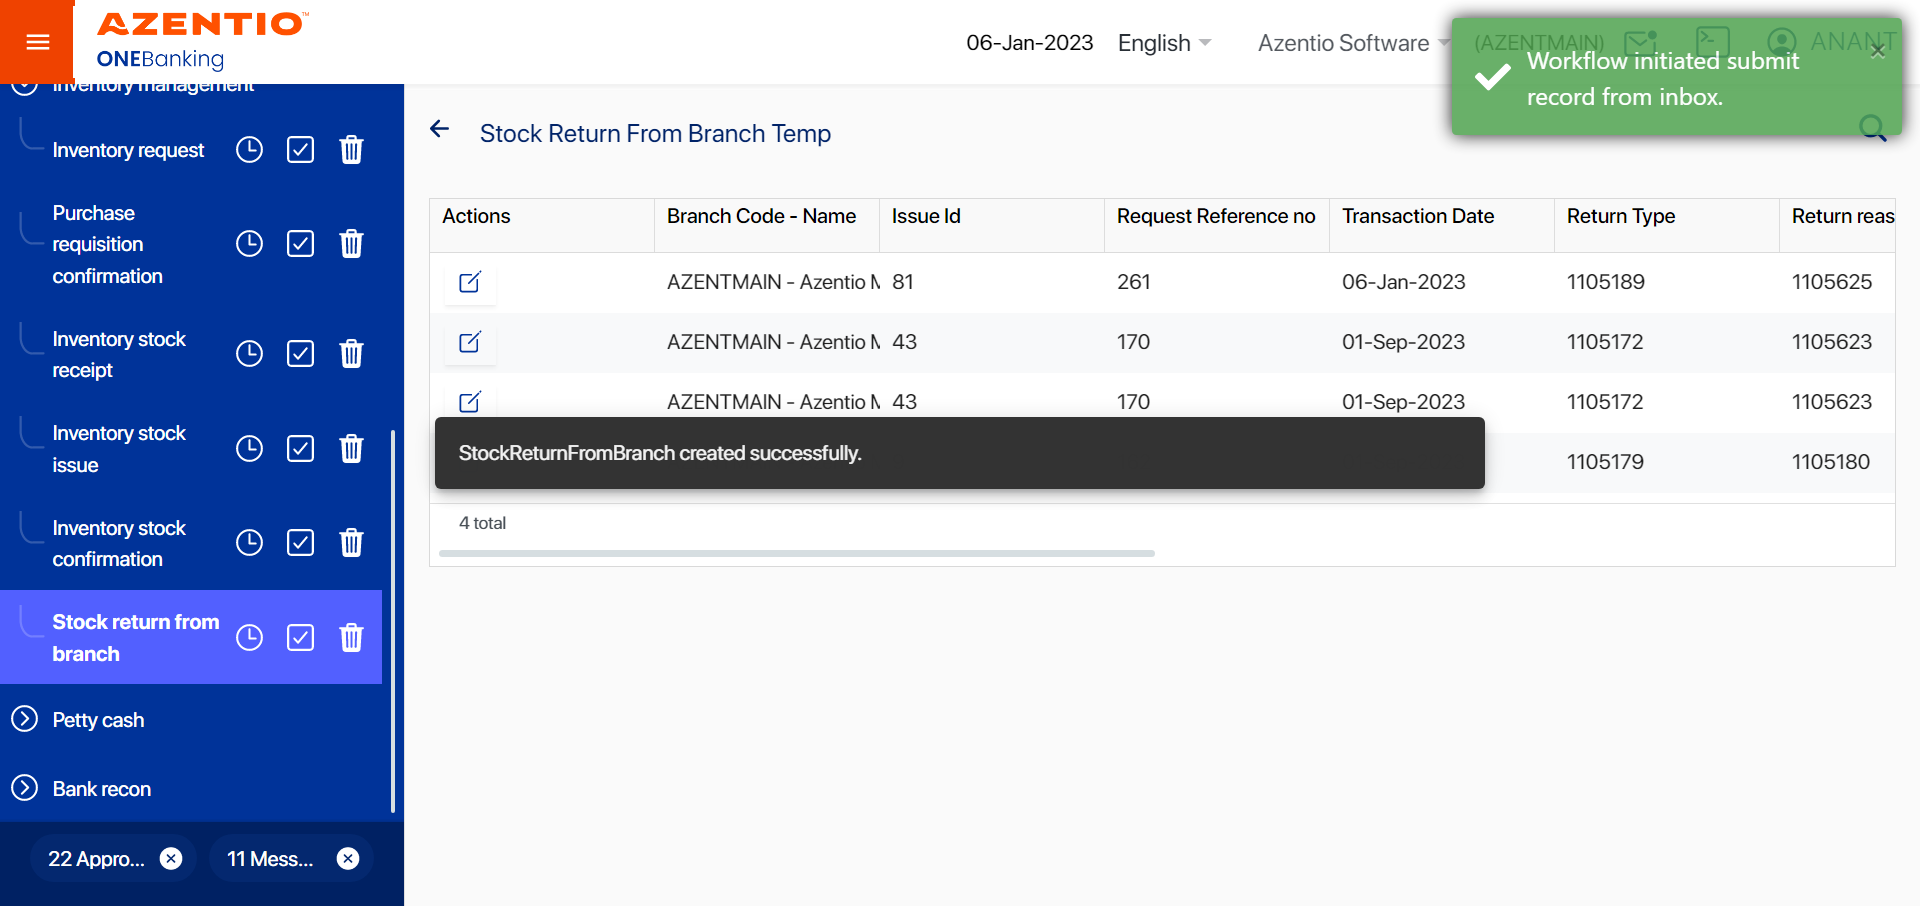 AZENTIO™
ONEBanking
06-Jan-2023
English
Azentio Software
(AZENTMAIN)
ANANT
Workflow initiated submit
record from inbox.
×
Inventory management
Inventory request
Purchase
requisition
confirmation
Inventory stock
receipt
Inventory stock
issue
Inventory stock
confirmation
Stock return from
branch
Petty cash
Bank recon
22 Appro...
11 Mess...
Stock Return From Branch Temp
Actions Branch Code - Name Issue Id Request Reference no Transaction Date Return Type Return reas
AZENTMAIN - Azentio M 81 261 06-Jan-2023 1105189 1105625
AZENTMAIN - Azentio M 43 170 01-Sep-2023 1105172 1105623
AZENTMAIN - Azentio M 43 170 01-Sep-2023 1105172 1105623
1105179 1105180
StockReturnFromBranch created successfully.
4 total